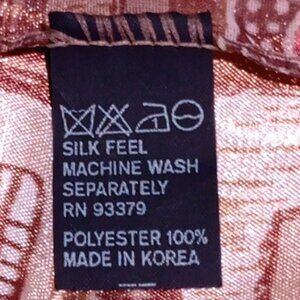 SILK FEEL
MACHINE WASH
SEPARATELY
RN 93379
POLYESTER 100%
MADE IN KOREA